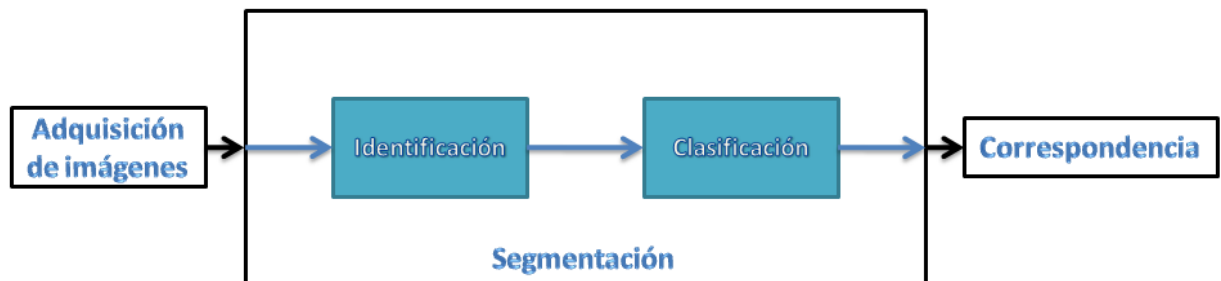 Adquisición
de imágenes
Identificación
Clasificación
Correspondencia
Segmentación